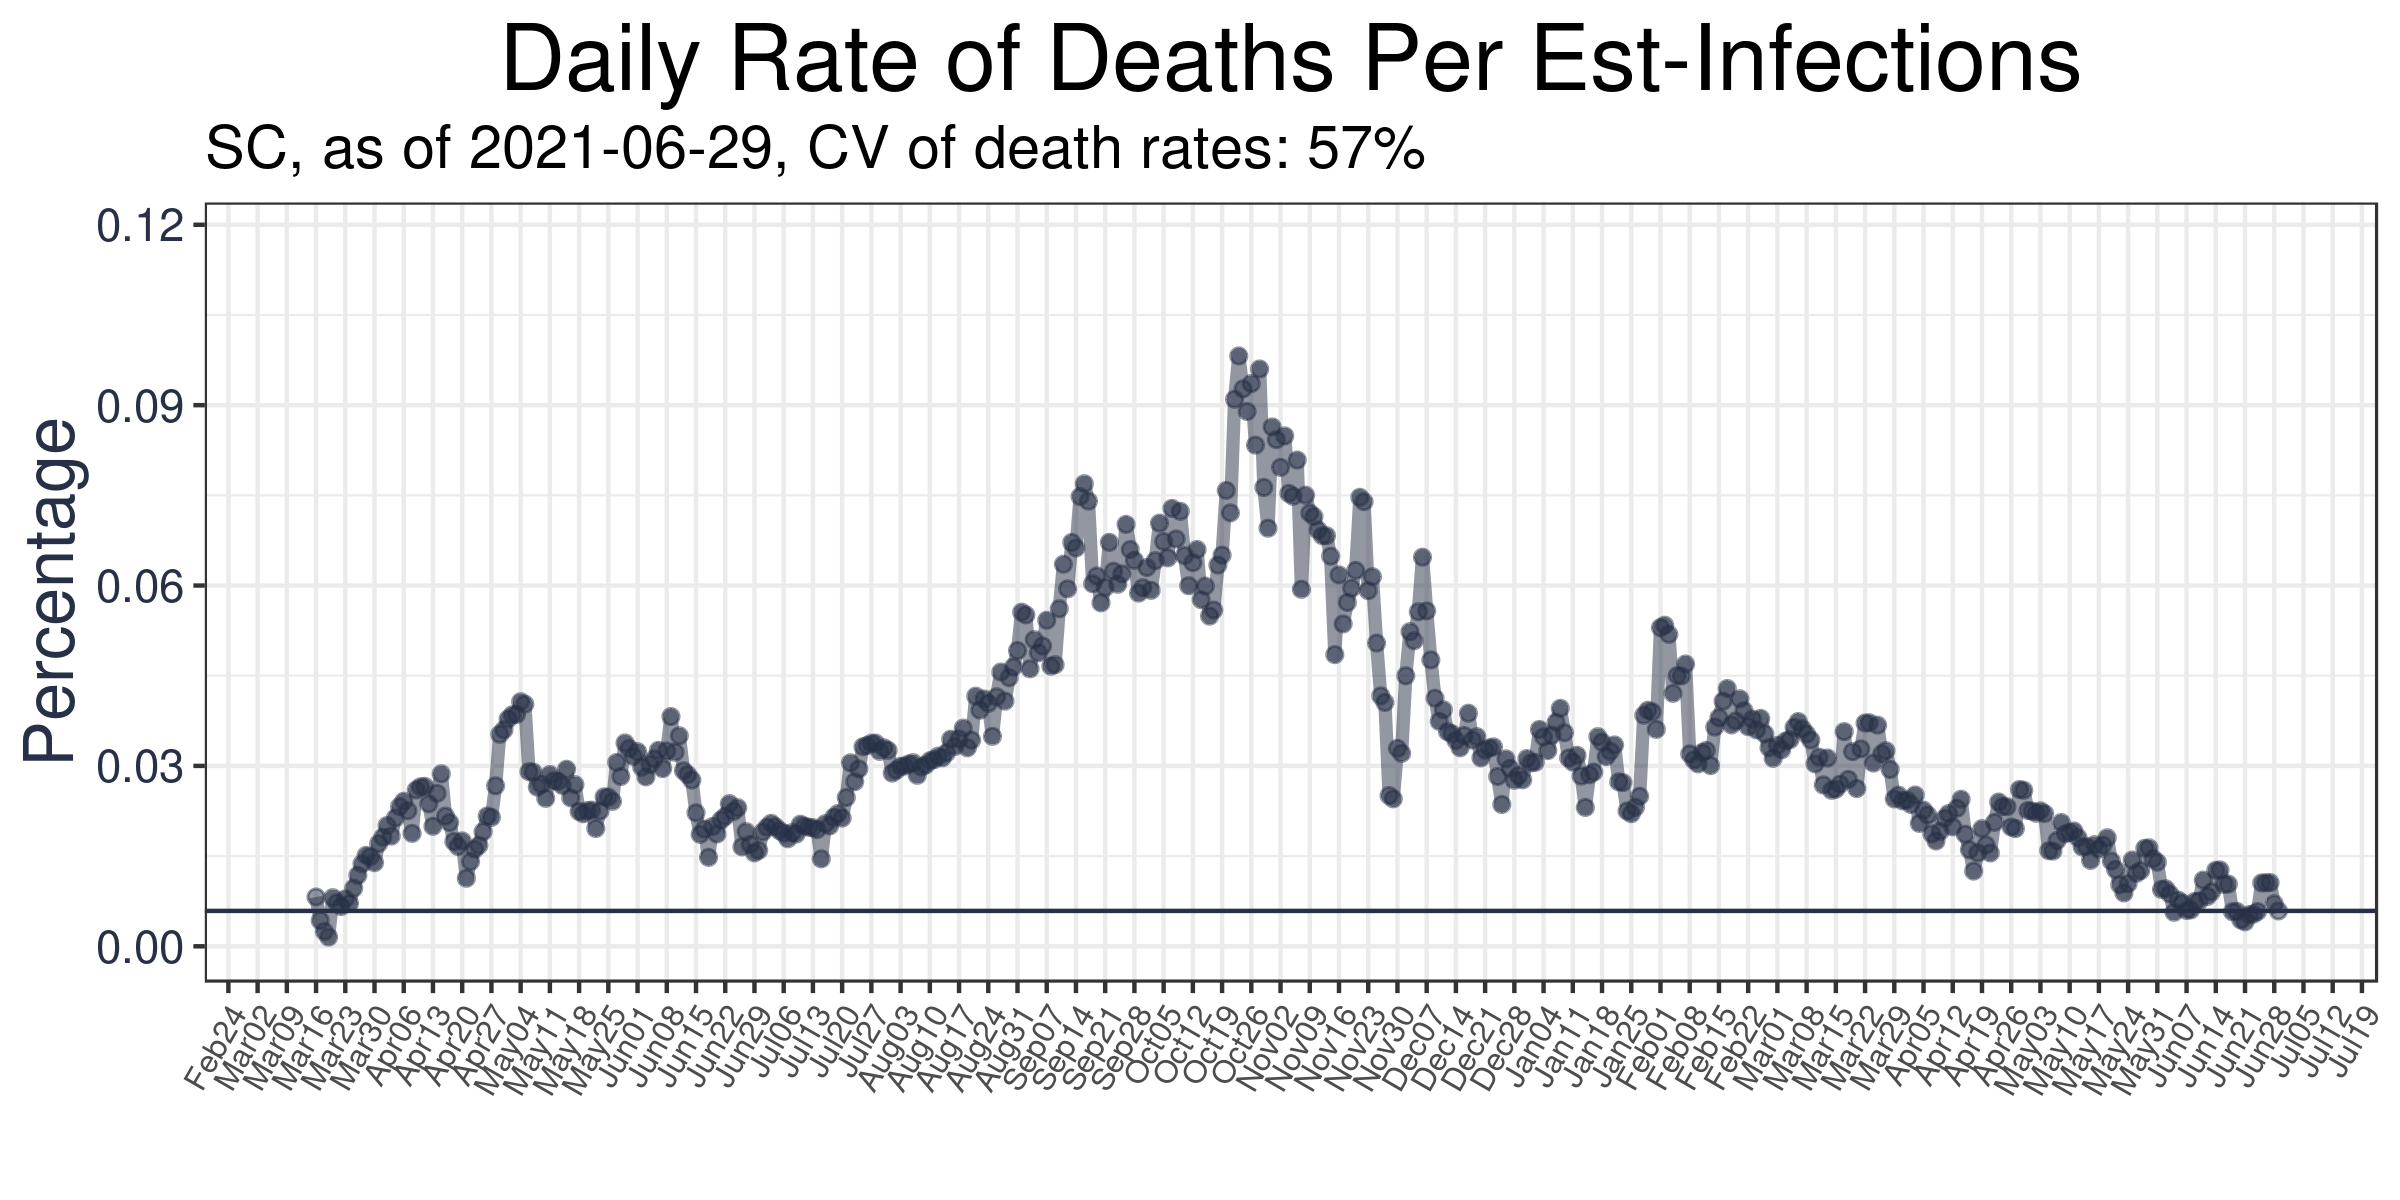 Daily Rate of Deaths Per Est-Infections
SC, as of 2021-06-29, CV of death rates: 57%
Percentage
0.12
0.09
0.06
0.03
0.00
Feb24
Mar02
Mar09
Mar16
Mar23
Mar30
Apr06
Apr13
Apr20
Apr27
May04
May11
May18
May25
Jun01
Jun08
Jun15
Jun22
Jun29
Jul06
Jul13
Jul20
Jul27
Aug03
Aug10
Aug17
Aug24
Aug31
Sep07
Sep14
Sep21
Sep28
Oct05
Oct12
Oct19
Oct26
Nov02
Nov09
Nov16
Nov23
Nov30
Dec07
Dec14
Dec21
Dec28
Jan04
Jan11
Jan18
Jan25
Feb01
Feb08
Feb15
Feb22
Mar01
Mar08
Mar15
Mar22
Mar29
Apr05
Apr12
Apr19
Apr26
May03
May10
May17
May24
May31
Jun07
Jun14
Jun21
Jun28
Jul05
Jul12
Jul19